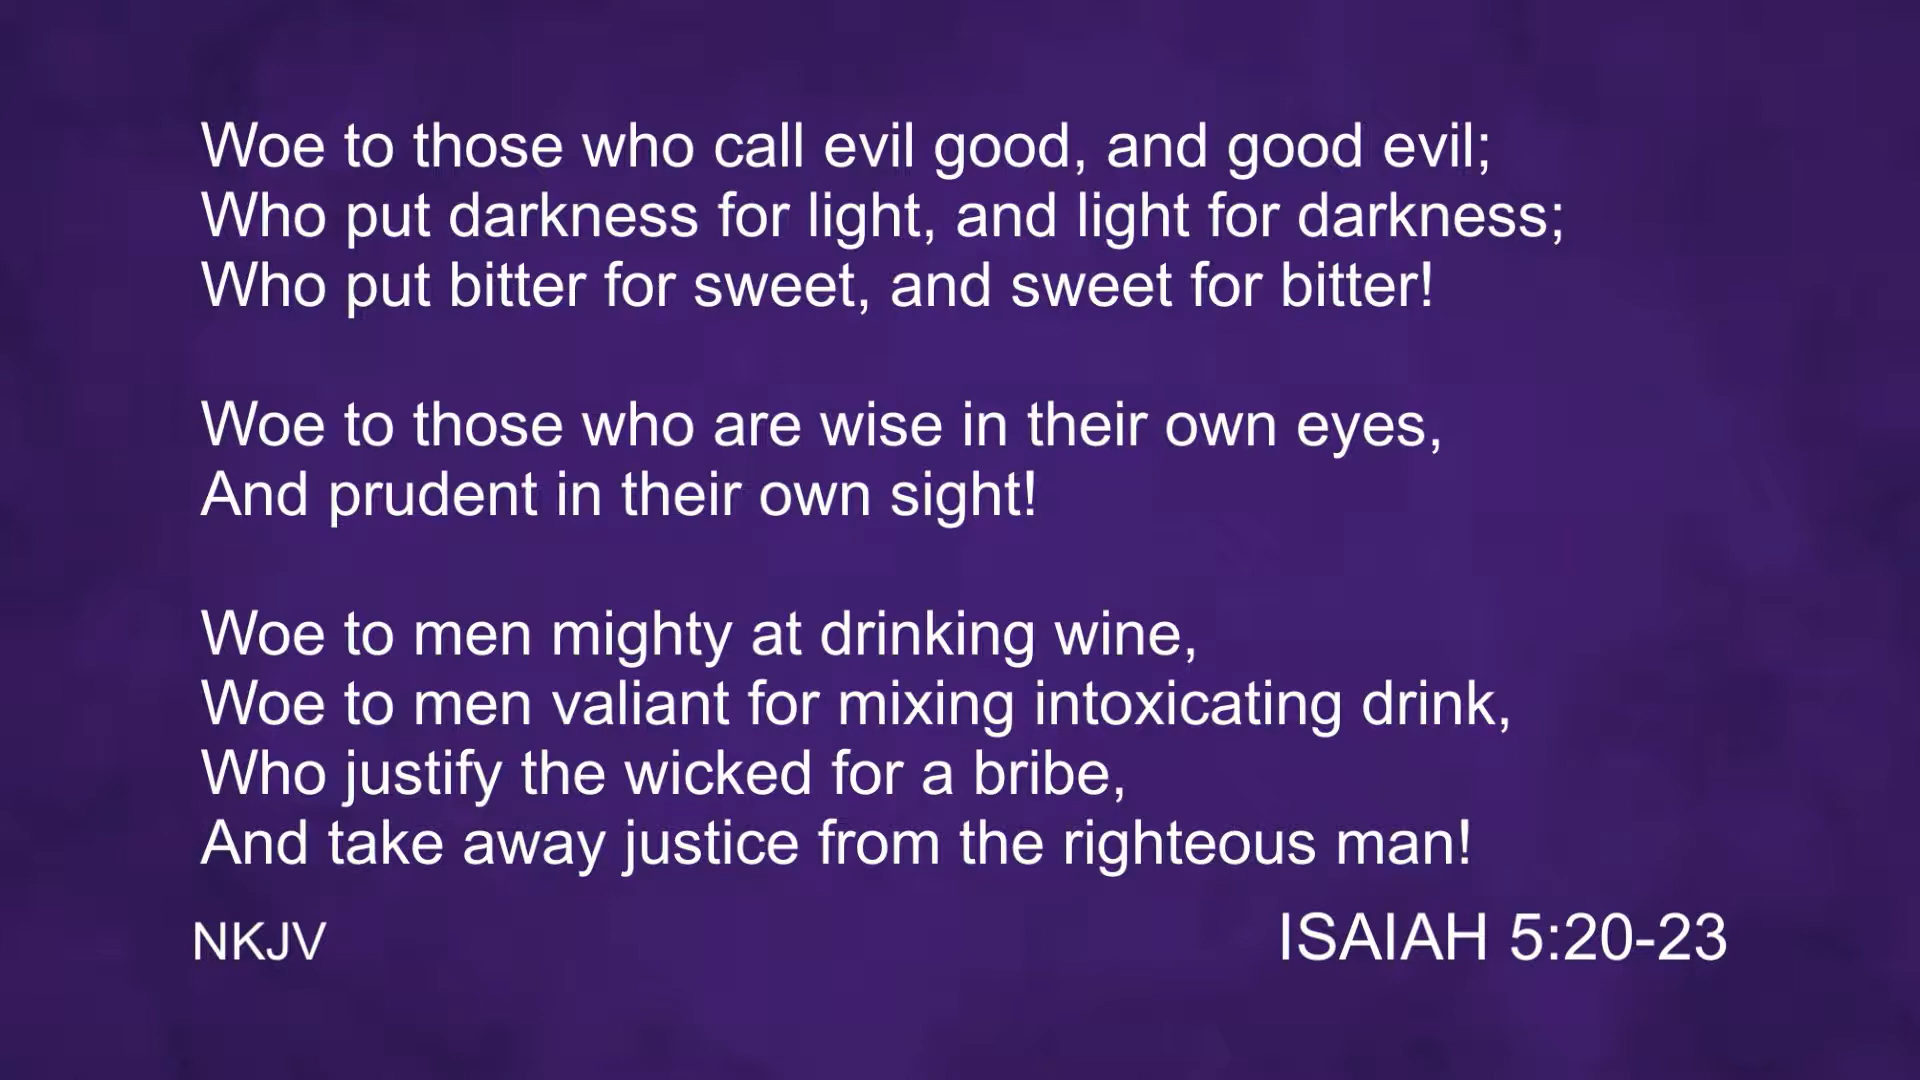 Woe to those who call evil good, and good evil;
Who put darkness for light, and light for darkness;
Who put bitter for sweet, and sweet for bitter!
Woe to those who are wise in their own eyes,
And prudent in their own sight!
Woe to men mighty at drinking wine,
Woe to men valiant for mixing intoxicating drink,
Who justify the wicked for a bribe,
And take away justice from the righteous man!
NKJV
ISAIAH 5:20-23